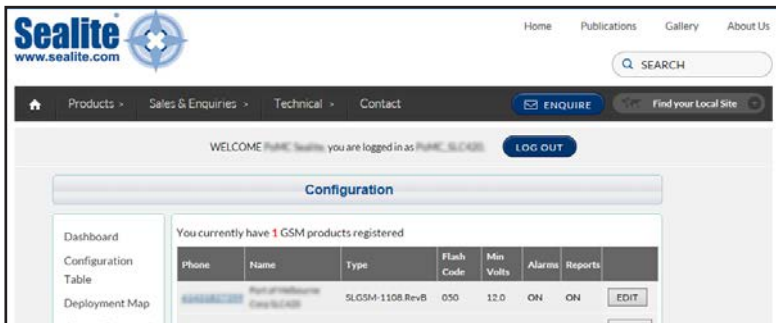 Sealite®
www.sealite.com
Home Publications Gallery About Us
SEARCH
Products > Sales & Enquiries > Technical > Contact ENQUIRE Find your Local Site
WELCOME you are logged in as LOG OUT
Configuration
Dashboard
Configuration Table
Deployment Map
You currently have 1 GSM products registered
Phone Name Type Flash Code Min Volts Alarms Reports
SLGSM-1108.RevB 050 12.0 ON ON EDIT